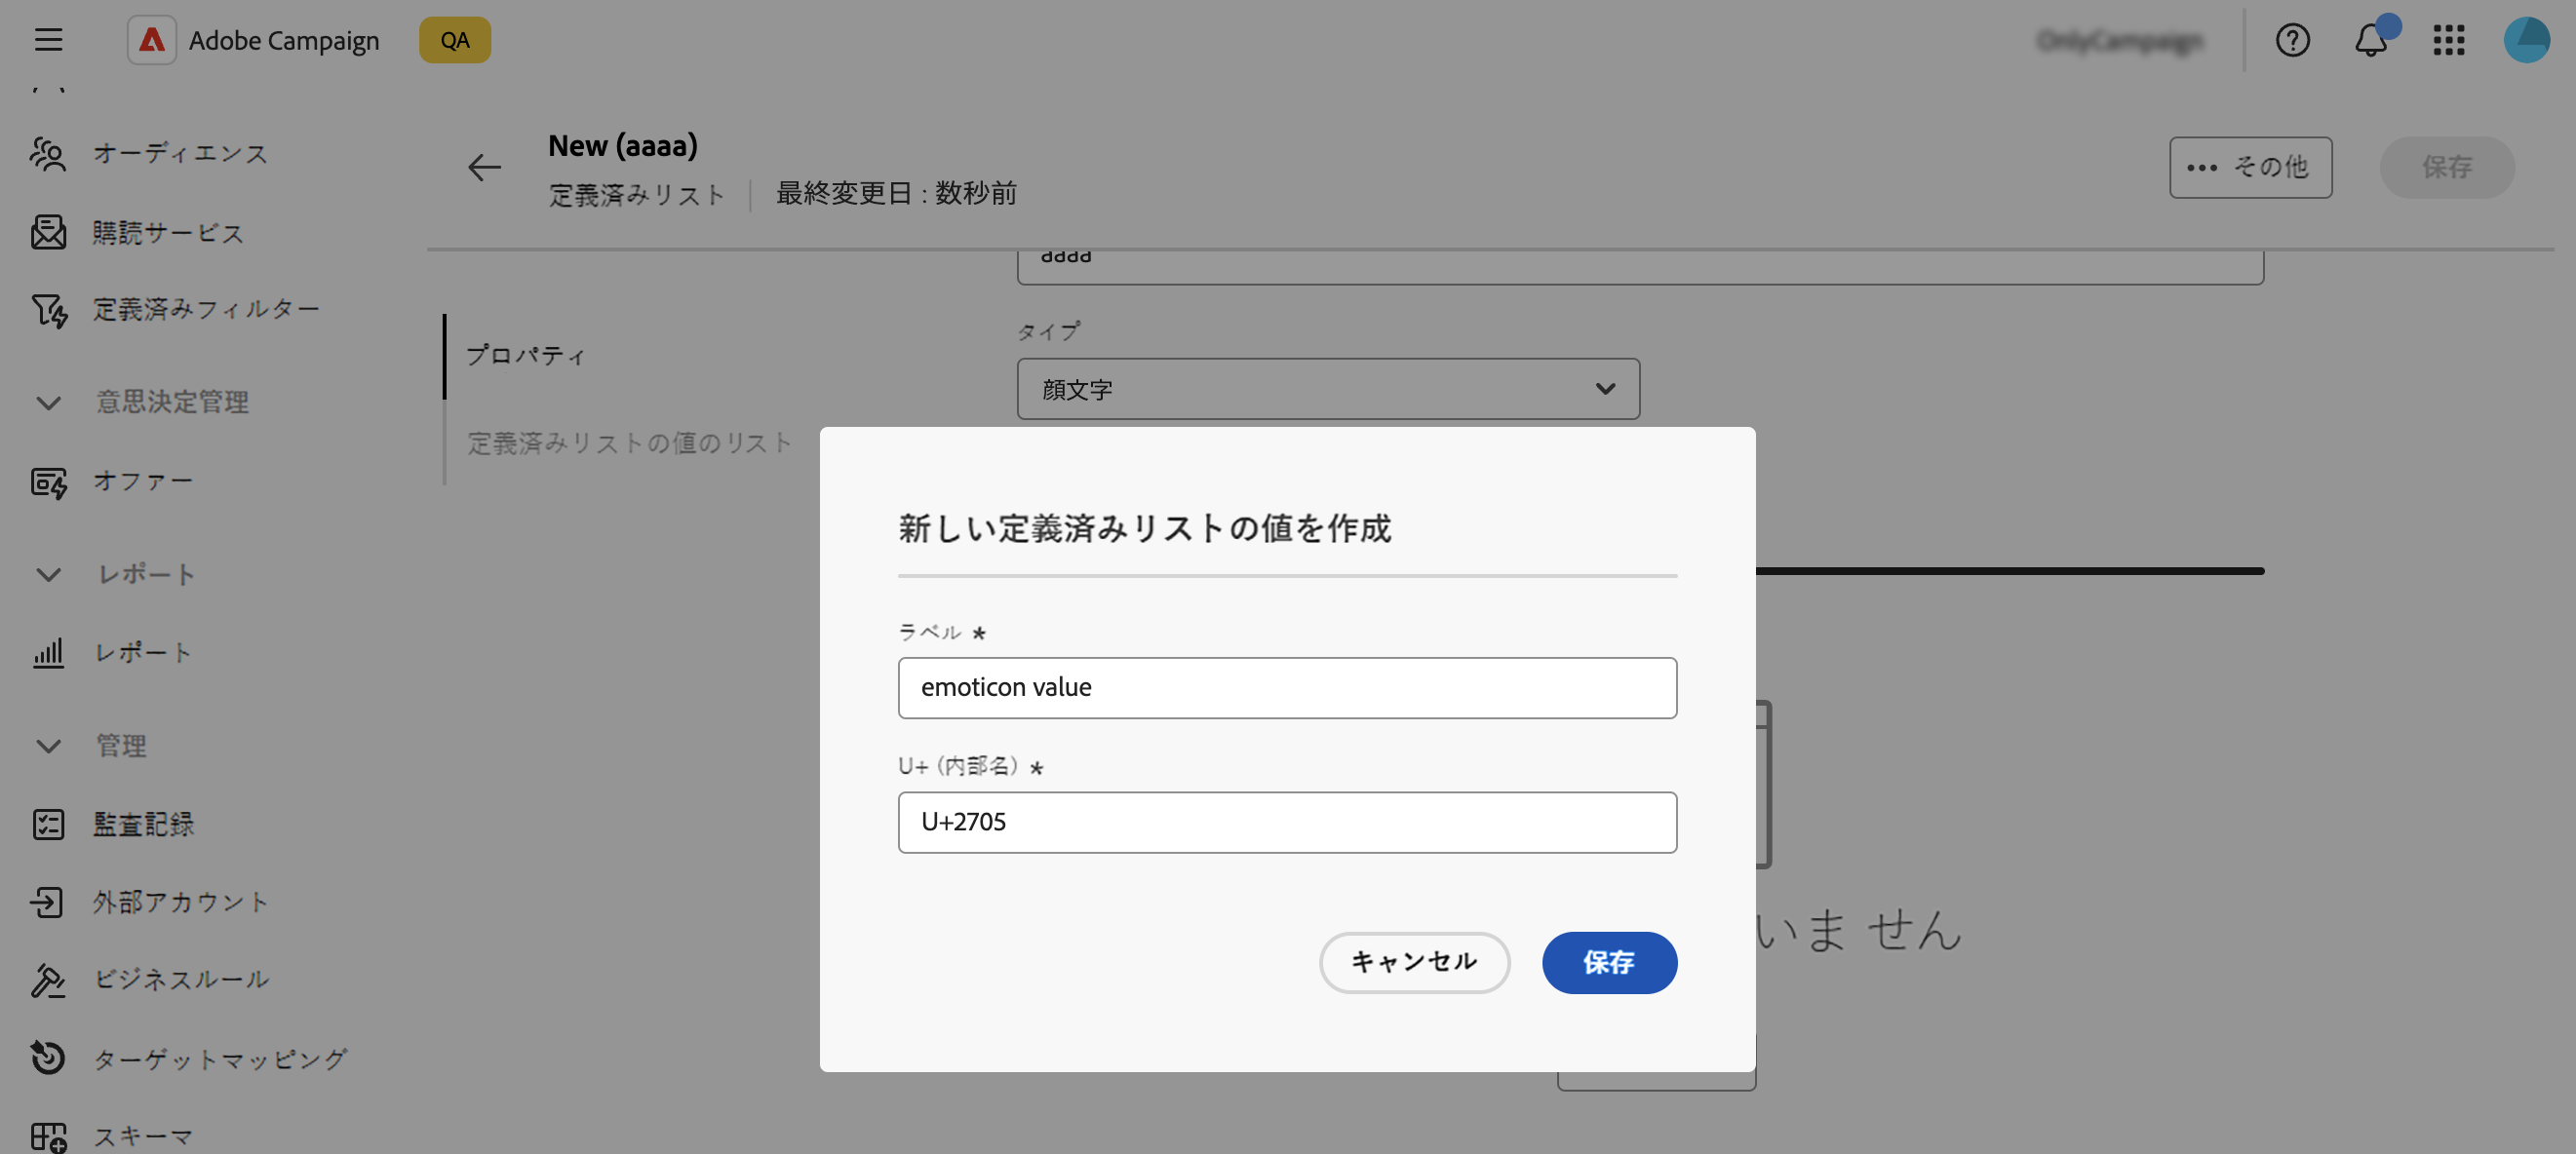 Adobe Campaign
QA
オーディエンス
購読サービス
定義済みフィルター
意思決定管理
オファー
レポート
レポート
管理
監査記録
外部アカウント
ビジネスルール
ターゲットマッピング
スキーマ
New (aaaa)
定義済みリスト
最終変更日 : 数秒前
••• その他
保存
プロパティ
定義済みリストの値のリスト
aaaa
タイプ
顔文字
新しい定義済みリストの値を作成
ラベル *
emoticon value
U+ (内部名) *
U+2705
キャンセル
保存
いま せん